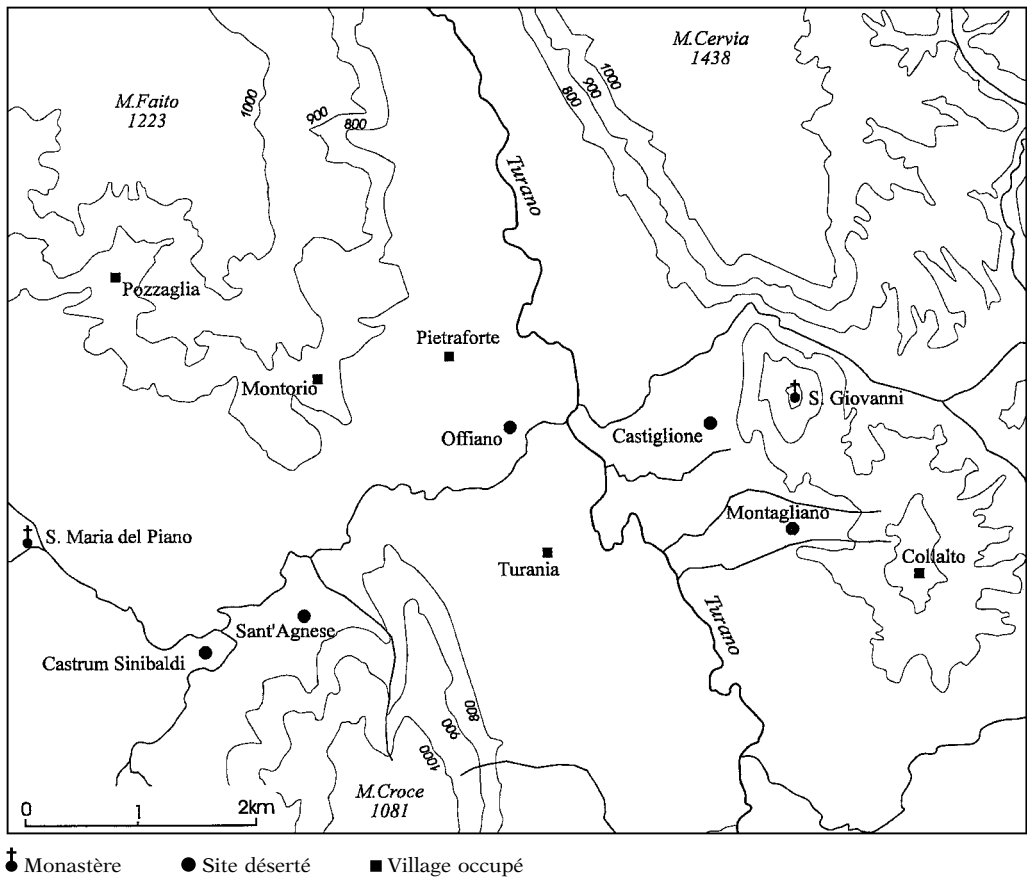 M.Cervia
1438
M.Faito
1223
1000
900
800
1000
900
800
Turano
Pozzaglia
Pietraforte
Montorio
S. Giovanni
Offiano
Castiglione
Montagliano
S. Maria del Piano
Collalto
Turania
Turano
Sant'Agnese
Castrum Sinibaldi
800
900
1000
M.Croce
1081
0 1 2km
Monastère Site déserté Village occupé